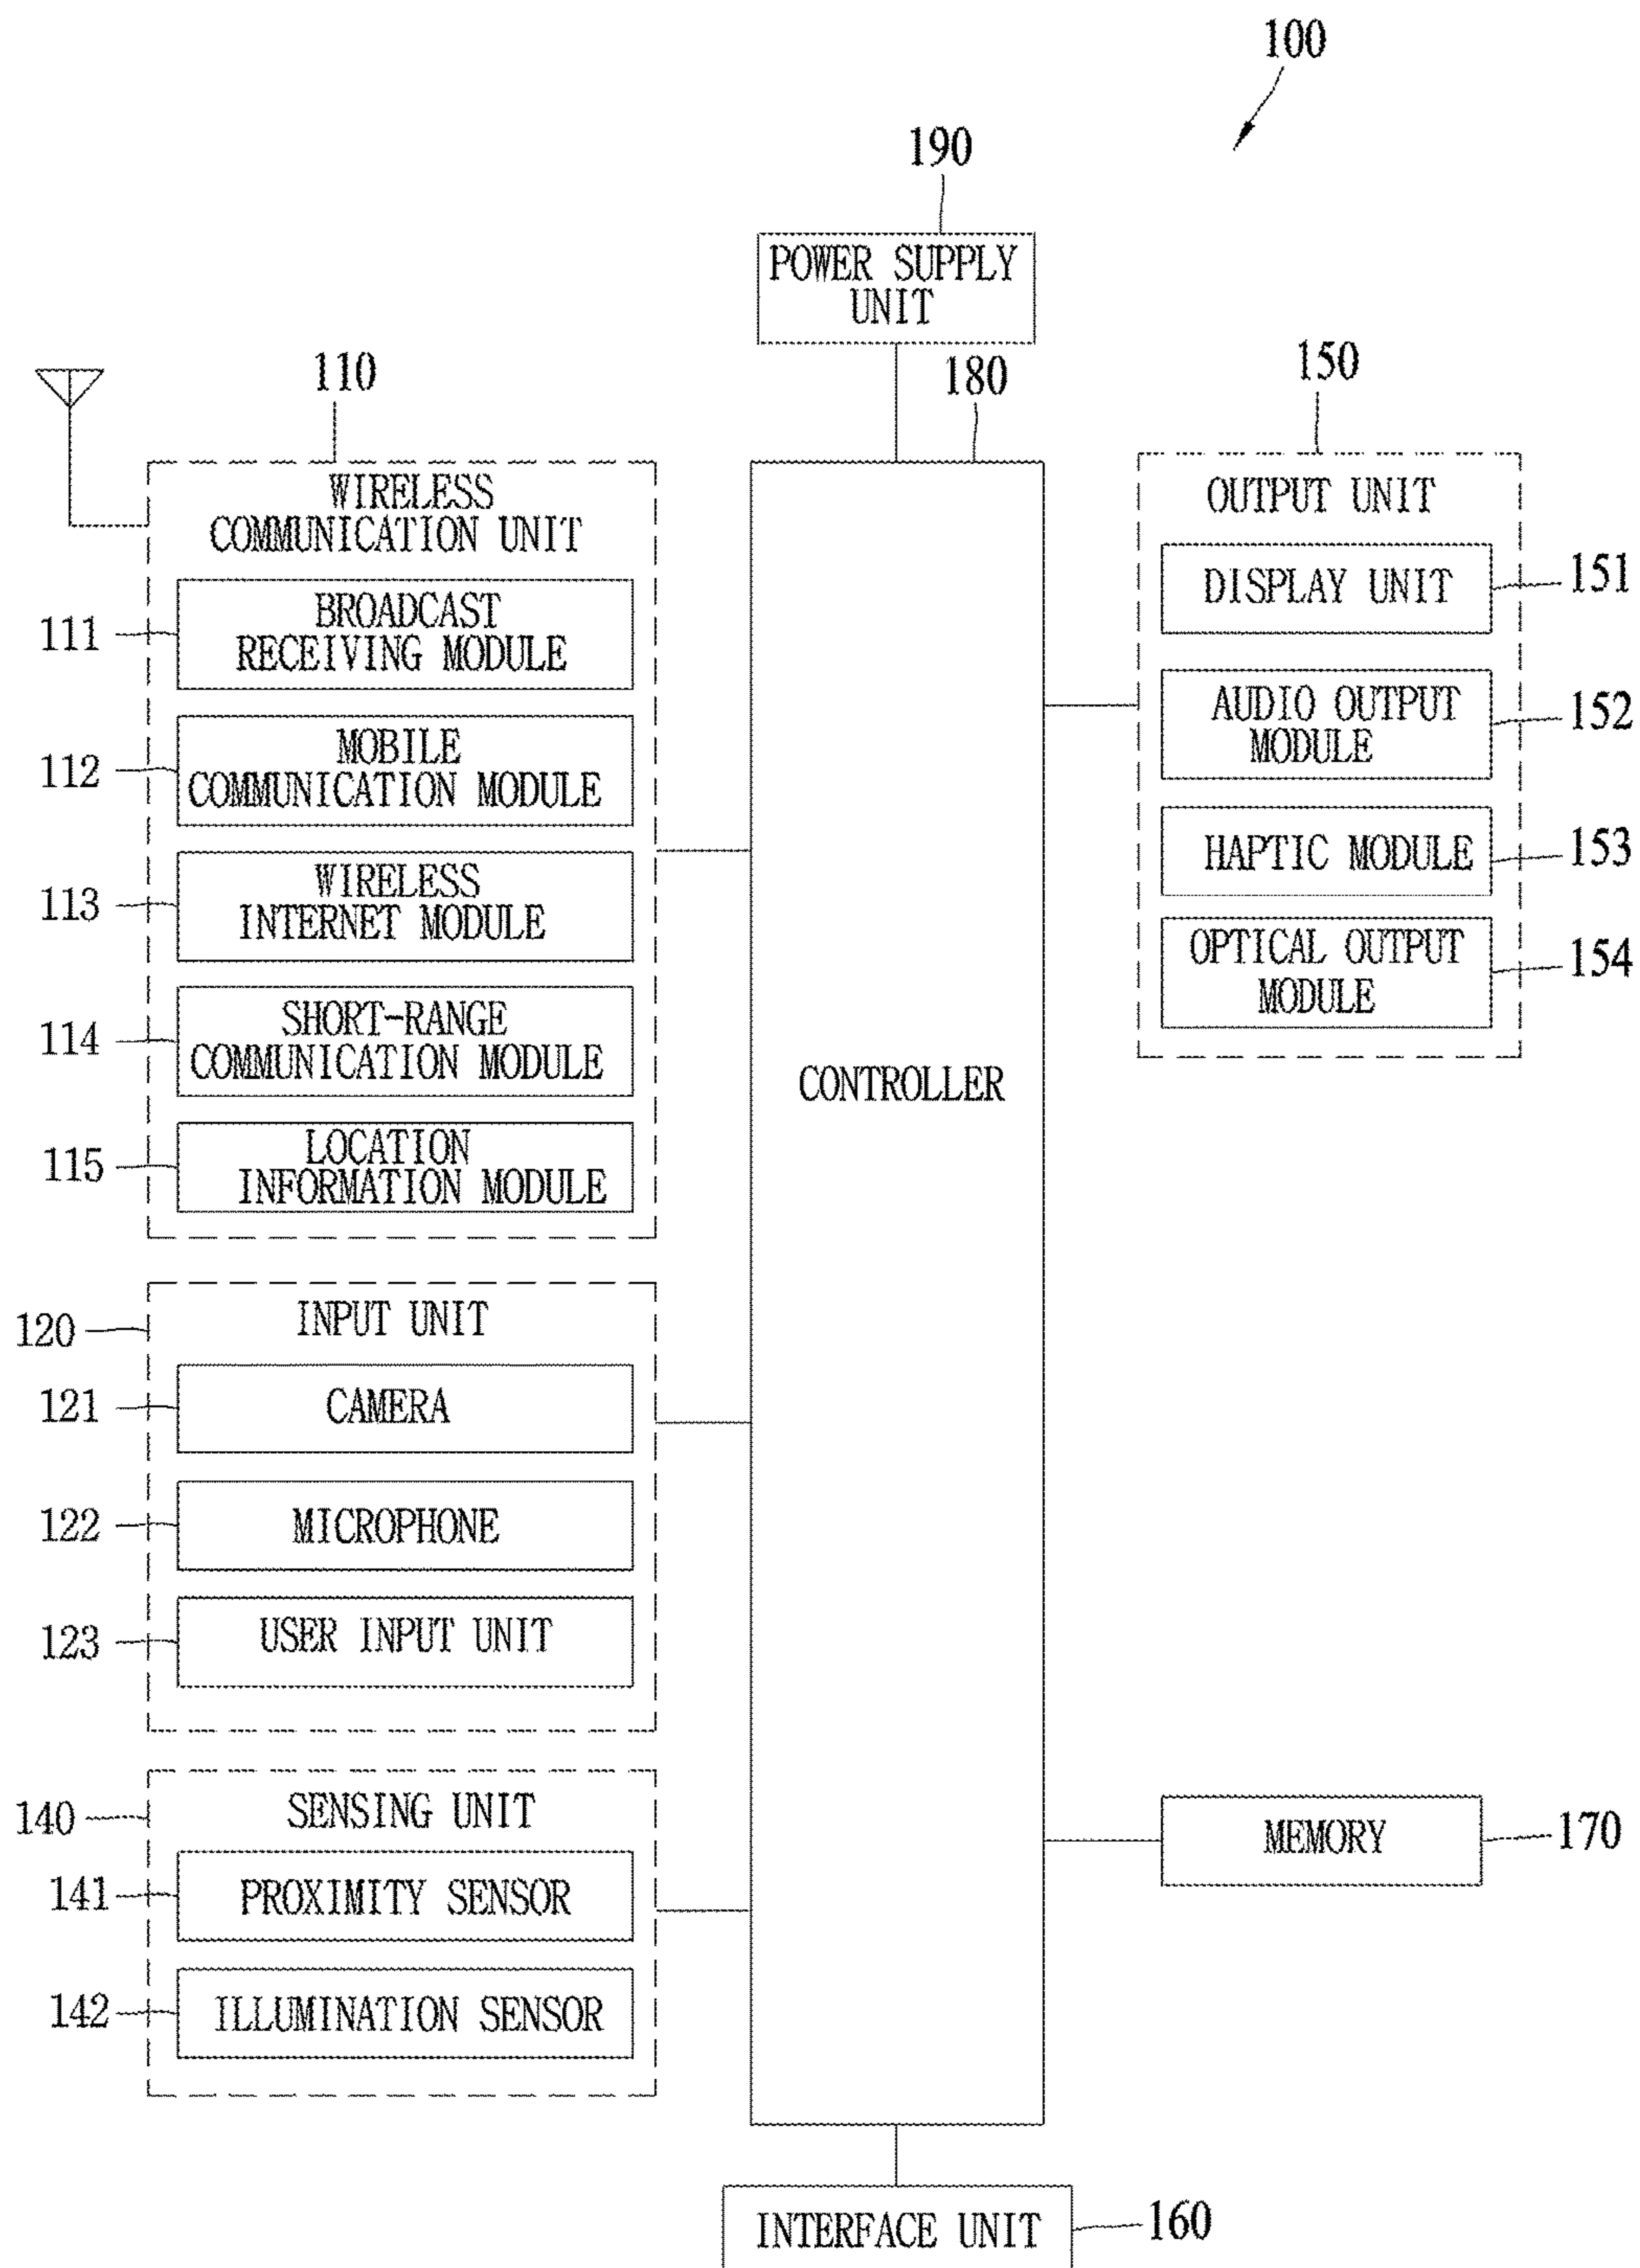 100
190
POWER SUPPLY
UNIT
110
180
150
WIRELESS
COMMUNICATION UNIT
111
BROADCAST
RECEIVING MODULE
112
MOBILE
COMMUNICATION MODULE
113
WIRELESS
INTERNET MODULE
114
SHORT-RANGE
COMMUNICATION MODULE
115
LOCATION
INFORMATION MODULE
120
INPUT UNIT
121
CAMERA
122
MICROPHONE
123
USER INPUT UNIT
140
SENSING UNIT
141
PROXIMITY SENSOR
142
ILLUMINATION SENSOR
CONTROLLER
OUTPUT UNIT
DISPLAY UNIT
151
AUDIO OUTPUT
MODULE
152
HAPTIC MODULE
153
OPTICAL OUTPUT
MODULE
154
MEMORY
170
INTERFACE UNIT
160